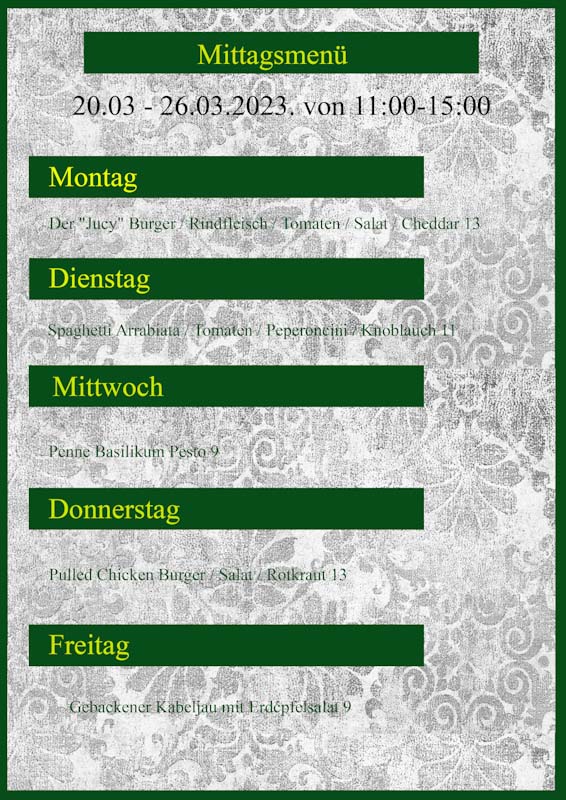 Mittagsmenü
20.03 - 26.03.2023. von 11:00-15:00
Montag
Der "Jucy" Burger / Rindfleisch / Tomaten / Salat / Cheddar 13
Dienstag
Spaghetti Arrabiata / Tomaten / Peperoncini / Knoblauch 11
Mittwoch
Penne Basilikum Pesto 9
Donnerstag
Pulled Chicken Burger / Salat / Rotkraut 13
Freitag
Gebackener Kabeljau mit Erdćpfelsalat 9